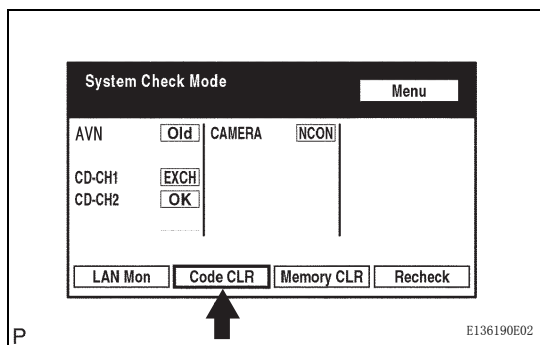 System Check Mode
Menu
AVN Old CAMERA NCON
CD-CH1 EXCH
CD-CH2 OK
LAN Mon Code CLR Memory CLR Recheck
P
E136190E02